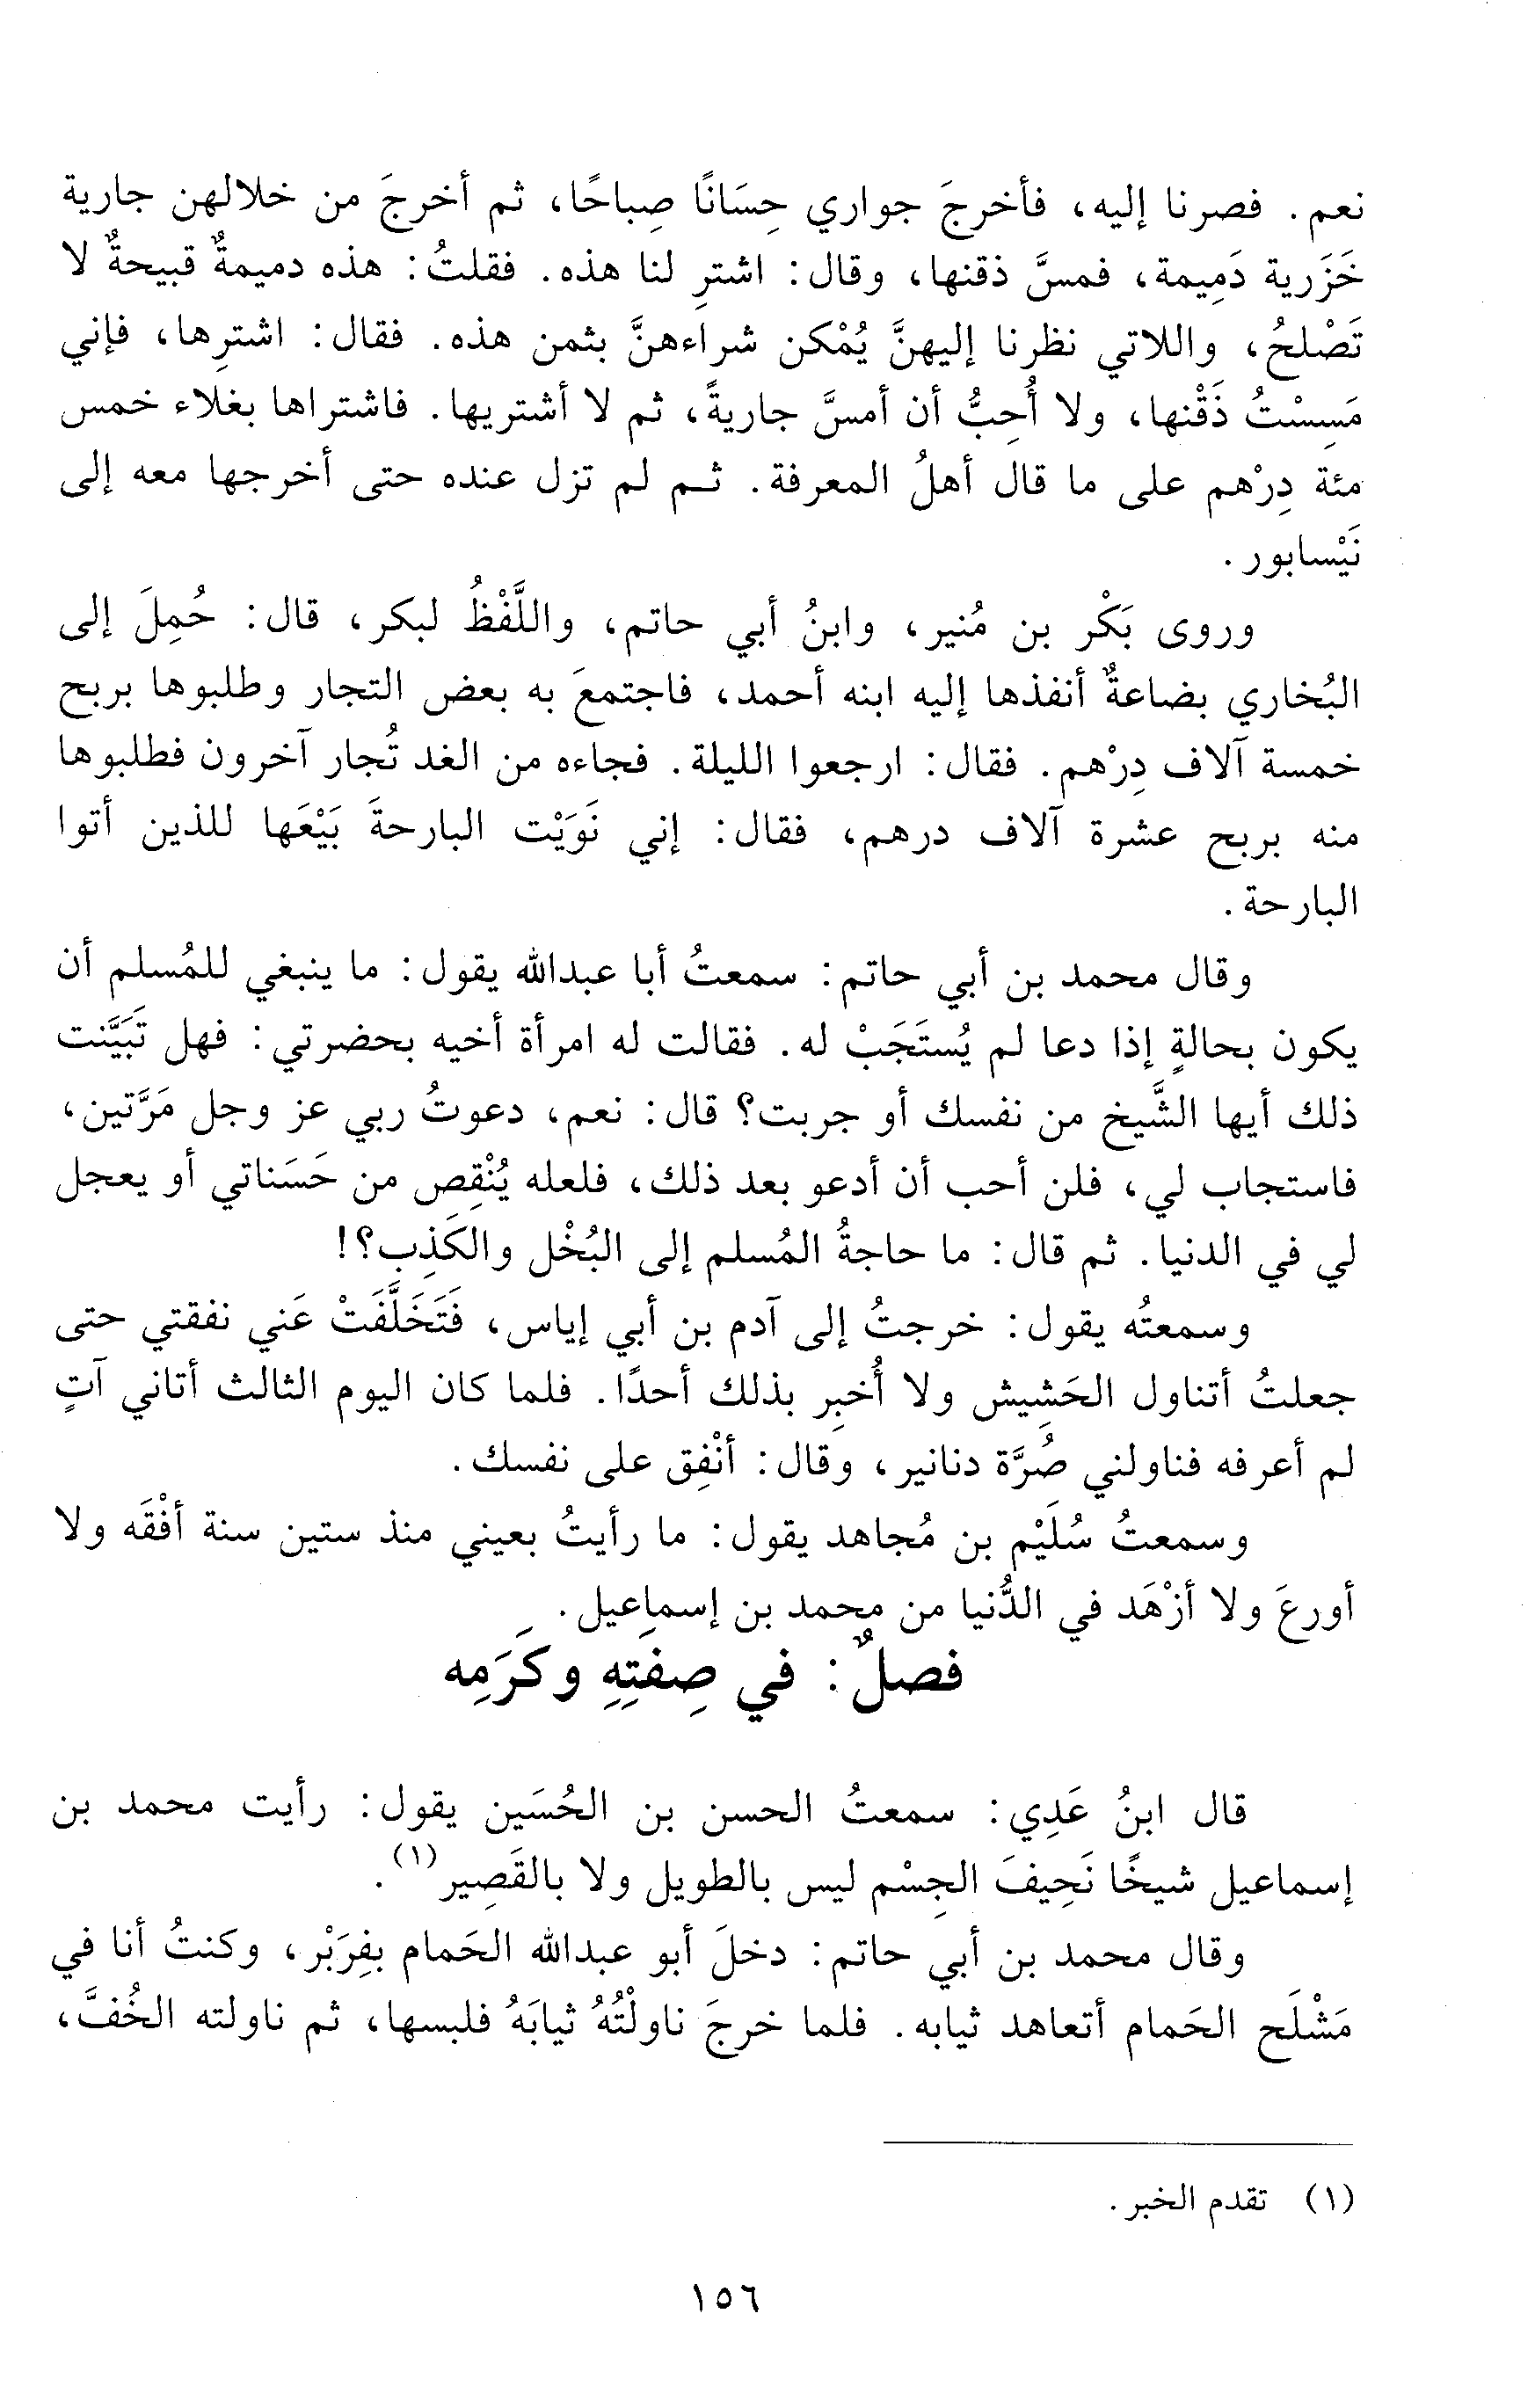 نعم. فصرنا إليه، فأخرجَ جواري حِسَانًا صِباحًا، ثم أخرجَ من خلالهن جارية
خَزَرية دَمِيمة، فمسَّ ذقنها، وقال: اشترِ لنا هذه. فقلتُ: هذه دميمةٌ قبيحةٌ لا
تَصْلحُ، واللاتي نظرنا إليهنَّ يُمْكن شراءهنَّ بثمن هذه. فقال: اشترِها، فإني
مَسِسْتُ ذَقْنها، ولا أُحِبُّ أن أمسَّ جاريةً، ثم لا أشتريها. فاشتراها بغلاء خمس
مئة دِرْهم على ما قال أهلُ المعرفة. ثـم لم تزل عنده حتى أخرجها معه إلى
نَيْسابور.
وروى بَكْر بن مُنير، وابنُ أبي حاتم، واللَّفْظُ لبكر، قال: حُمِلَ إلى
البُخاري بضاعةٌ أنفذها إليه ابنه أحمد، فاجتمعَ به بعض التجار وطلبوها بربح
خمسة آلاف دِرْهم. فقال: ارجعوا الليلة. فجاءه من الغد تُجار آخرون فطلبوها
منه بربح عشرة آلاف درهم، فقال: إني نَوَيْت البارحةَ بَيْعَها للذين أتوا
البارحة.
وقال محمد بن أبي حاتم: سمعتُ أبا عبدالله يقول: ما ينبغي للمُسلم أن
يكون بحالةٍ إذا دعا لم يُستَجَبْ له. فقالت له امرأة أخيه بحضرتي: فهل تَبَيَّنت
ذلك أيها الشَّيخ من نفسك أو جربت؟ قال: نعم، دعوتُ ربي عز وجل مَرَّتين،
فاستجاب لي، فلن أحب أن أدعو بعد ذلك، فلعله يُنْقِص من حَسَناتي أو يعجل
لي في الدنيا. ثم قال: ما حاجةُ المُسلم إلى البُخْل والكَذِب؟!
وسمعتُه يقول: خرجتُ إلى آدم بن أبي إياس، فَتَخَلَّفَتْ عَني نفقتي حتى
جعلتُ أتناول الحَشِيش ولا أُخبِر بذلك أحدًا. فلما كان اليوم الثالث أتاني آتٍ
لم أعرفه فناولني صُرَّة دنانير، وقال: أنْفِق على نفسك.
وسمعتُ سُلَيْم بن مُجاهد يقول: ما رأيتُ بعيني منذ ستين سنة أفْقَه ولا
أورعَ ولا أزْهَد في الدُّنيا من محمد بن إسماعيل.
فصلٌ: في صِفتِهِ وكَرَمِه
قال ابنُ عَدِي: سمعتُ الحسن بن الحُسَين يقول: رأيت محمد بن
إسماعيل شيخًا نَحِيفَ الجِسْم ليس بالطويل ولا بالقَصِير(١).
وقال محمد بن أبي حاتم: دخلَ أبو عبدالله الحَمام بفِرَبْر، وكنتُ أنا في
مَشْلَح الحَمام أتعاهد ثيابه. فلما خرجَ ناولْتُهُ ثيابَهُ فلبسها، ثم ناولته الخُفَّ،
(١) تقدم الخبر.
١٥٦